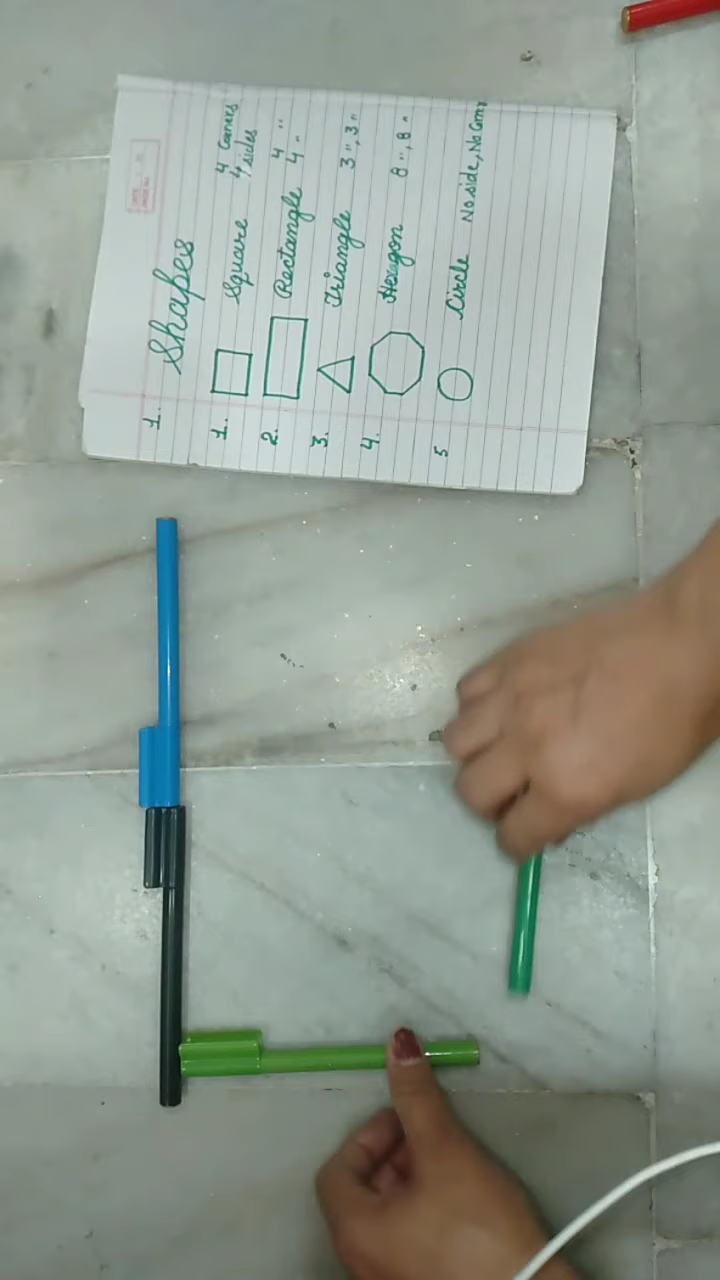 1. Shapes
1. Square 4 Corners
4 sides
2. Rectangle 4 "
4 "
3. Triangle 3 ", 3 "
4. Hexagon 8 ", 8 "
5 Circle No side, No Corner